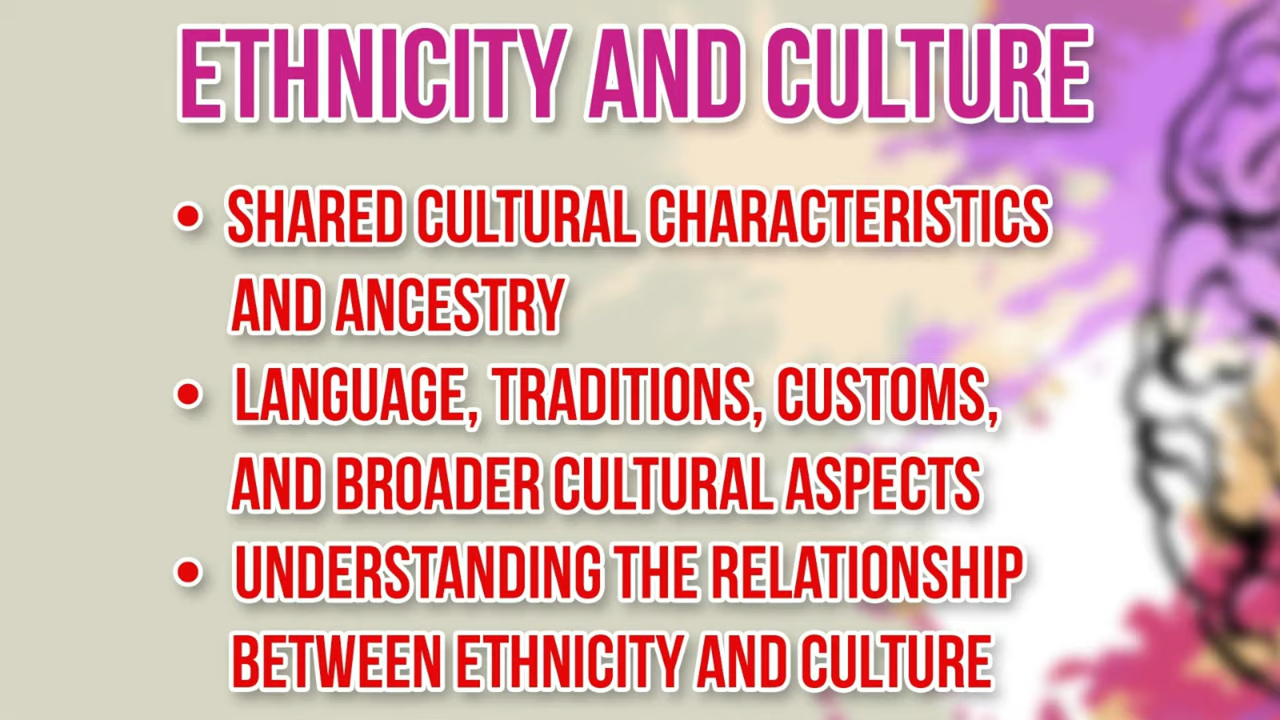 ETHNICITY AND CULTURE
• SHARED CULTURAL CHARACTERISTICS
AND ANCESTRY
• LANGUAGE, TRADITIONS, CUSTOMS,
AND BROADER CULTURAL ASPECTS
• UNDERSTANDING THE RELATIONSHIP
BETWEEN ETHNICITY AND CULTURE